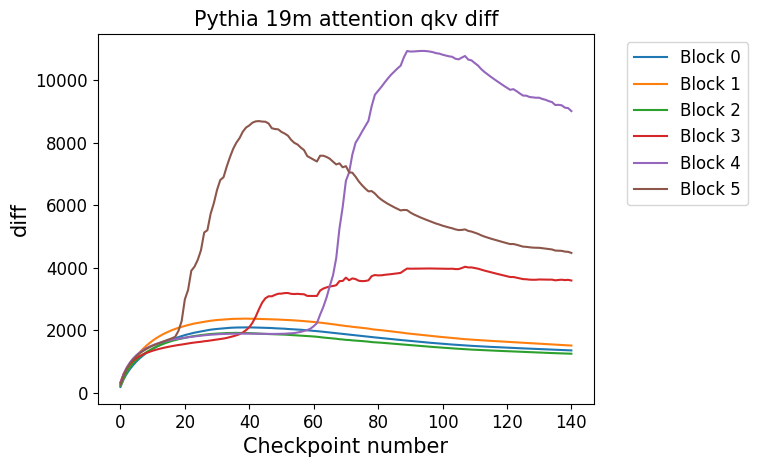 Pythia 19m attention qkv diff
diff
10000
8000
6000
4000
2000
0
0 20 40 60 80 100 120 140
Checkpoint number
Block 0
Block 1
Block 2
Block 3
Block 4
Block 5